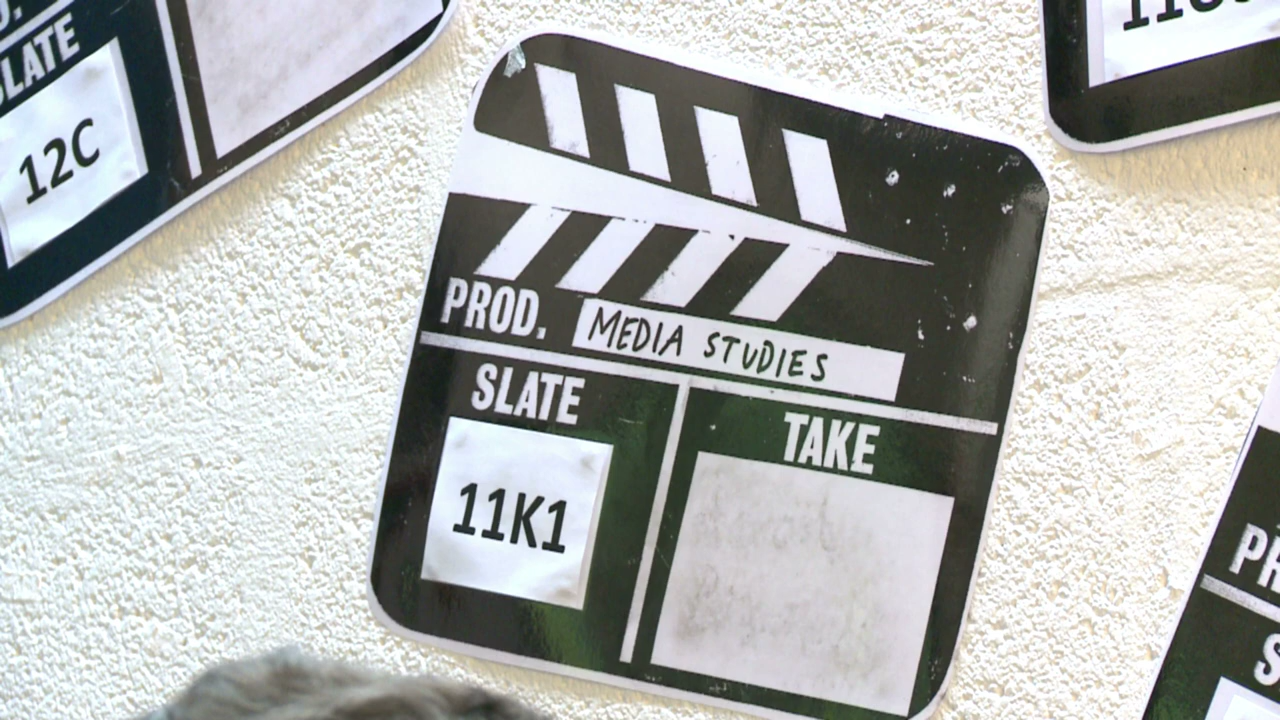 SLATE
12C
PROD.
MEDIA STUDIES
SLATE
TAKE
11K1